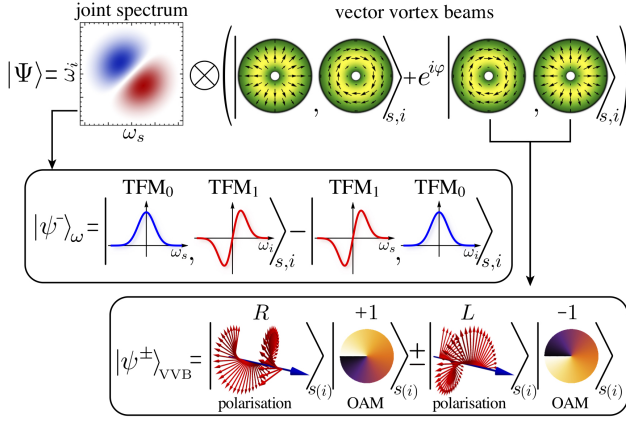 joint spectrum vector vortex beams
|Ψ⟩= ω_i ω_s ⊗ ( | , ⟩_{s,i} +e^{iφ} | , ⟩_{s,i} )
TFM₀ TFM₁ TFM₁ TFM₀
|ψ⁻⟩_ω = | ω_s , ω_i ⟩_{s,i} − | ω_s , ω_i ⟩_{s,i}
R +1 L -1
|ψ^±⟩_{VVB} = | ⟩_{s(i)} | ⟩_{s(i)} ± | ⟩_{s(i)} | ⟩_{s(i)}
polarisation OAM polarisation OAM